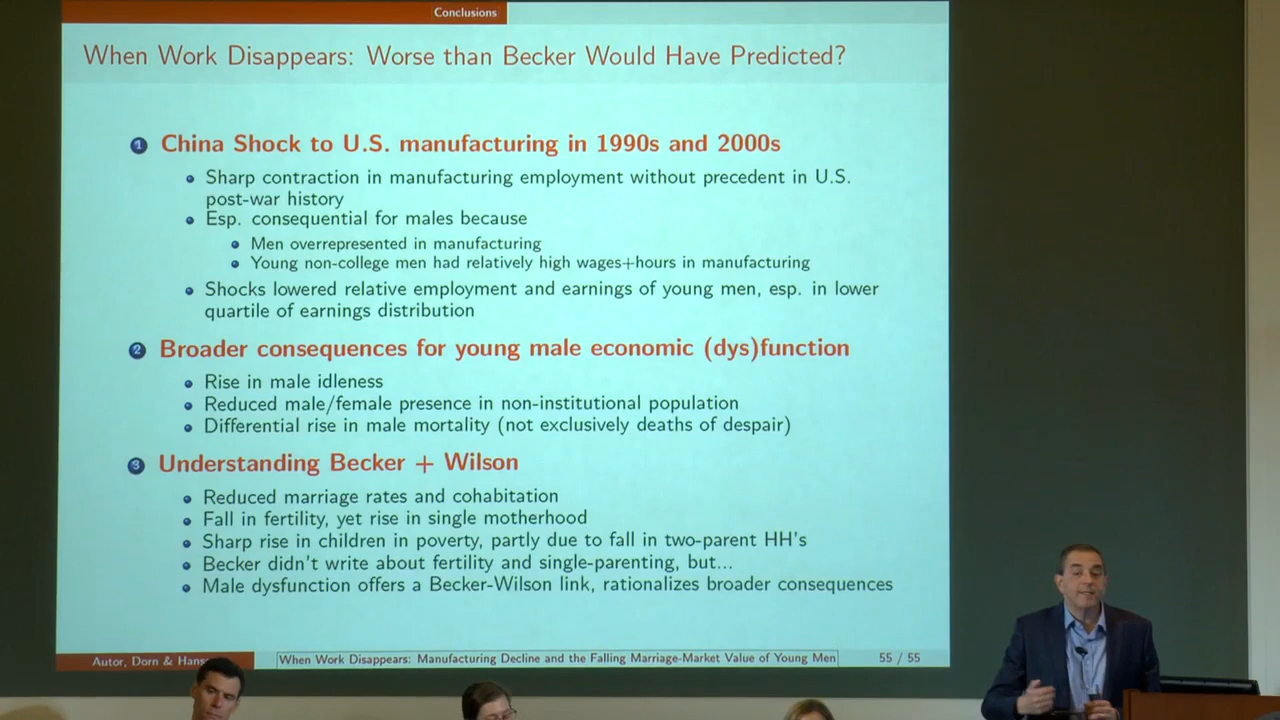 Conclusions
When Work Disappears: Worse than Becker Would Have Predicted?
1 China Shock to U.S. manufacturing in 1990s and 2000s
Sharp contraction in manufacturing employment without precedent in U.S.
post-war history
Esp. consequential for males because
Men overrepresented in manufacturing
Young non-college men had relatively high wages+hours in manufacturing
Shocks lowered relative employment and earnings of young men, esp. in lower
quartile of earnings distribution
2 Broader consequences for young male economic (dys)function
Rise in male idleness
Reduced male/female presence in non-institutional population
Differential rise in male mortality (not exclusively deaths of despair)
3 Understanding Becker + Wilson
Reduced marriage rates and cohabitation
Fall in fertility, yet rise in single motherhood
Sharp rise in children in poverty, partly due to fall in two-parent HH's
Becker didn't write about fertility and single-parenting, but...
Male dysfunction offers a Becker-Wilson link, rationalizes broader consequences
Autor, Dorn &
When Work Disappears: Manufacturing Decline and the Falling Marriage-Market Value of Young Men
55 / 55